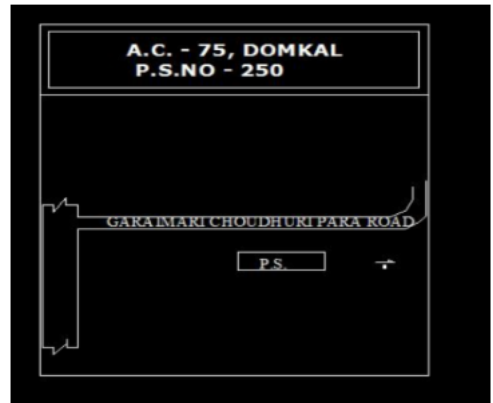 A.C. - 75, DOMKAL
P.S.NO - 250
GARAIMARI CHOUDHURI PARA ROAD
P.S.